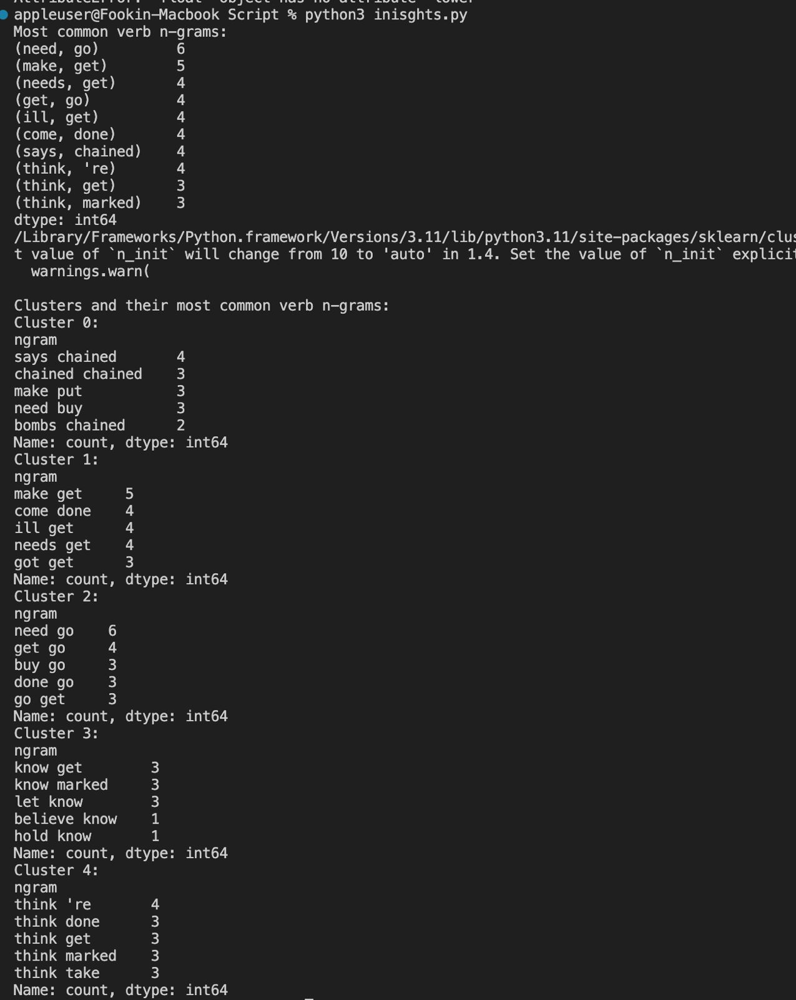 AttributeError: 'float' object has no attribute 'lower'
appleuser@Fookin-Macbook Script % python3 inisghts.py
Most common verb n-grams:
(need, go)         6
(make, get)        5
(needs, get)       4
(get, go)          4
(ill, get)         4
(come, done)       4
(says, chained)    4
(think, 're)       4
(think, get)       3
(think, marked)    3
dtype: int64
/Library/Frameworks/Python.framework/Versions/3.11/lib/python3.11/site-packages/sklearn/clus
t value of `n_init` will change from 10 to 'auto' in 1.4. Set the value of `n_init` explicit
  warnings.warn(
Clusters and their most common verb n-grams:
Cluster 0:
ngram
says chained       4
chained chained    3
make put           3
need buy           3
bombs chained      2
Name: count, dtype: int64
Cluster 1:
ngram
make get     5
come done    4
ill get      4
needs get    4
got get      3
Name: count, dtype: int64
Cluster 2:
ngram
need go    6
get go     4
buy go     3
done go    3
go get     3
Name: count, dtype: int64
Cluster 3:
ngram
know get        3
know marked     3
let know        3
believe know    1
hold know       1
Name: count, dtype: int64
Cluster 4:
ngram
think 're       4
think done      3
think get       3
think marked    3
think take      3
Name: count, dtype: int64